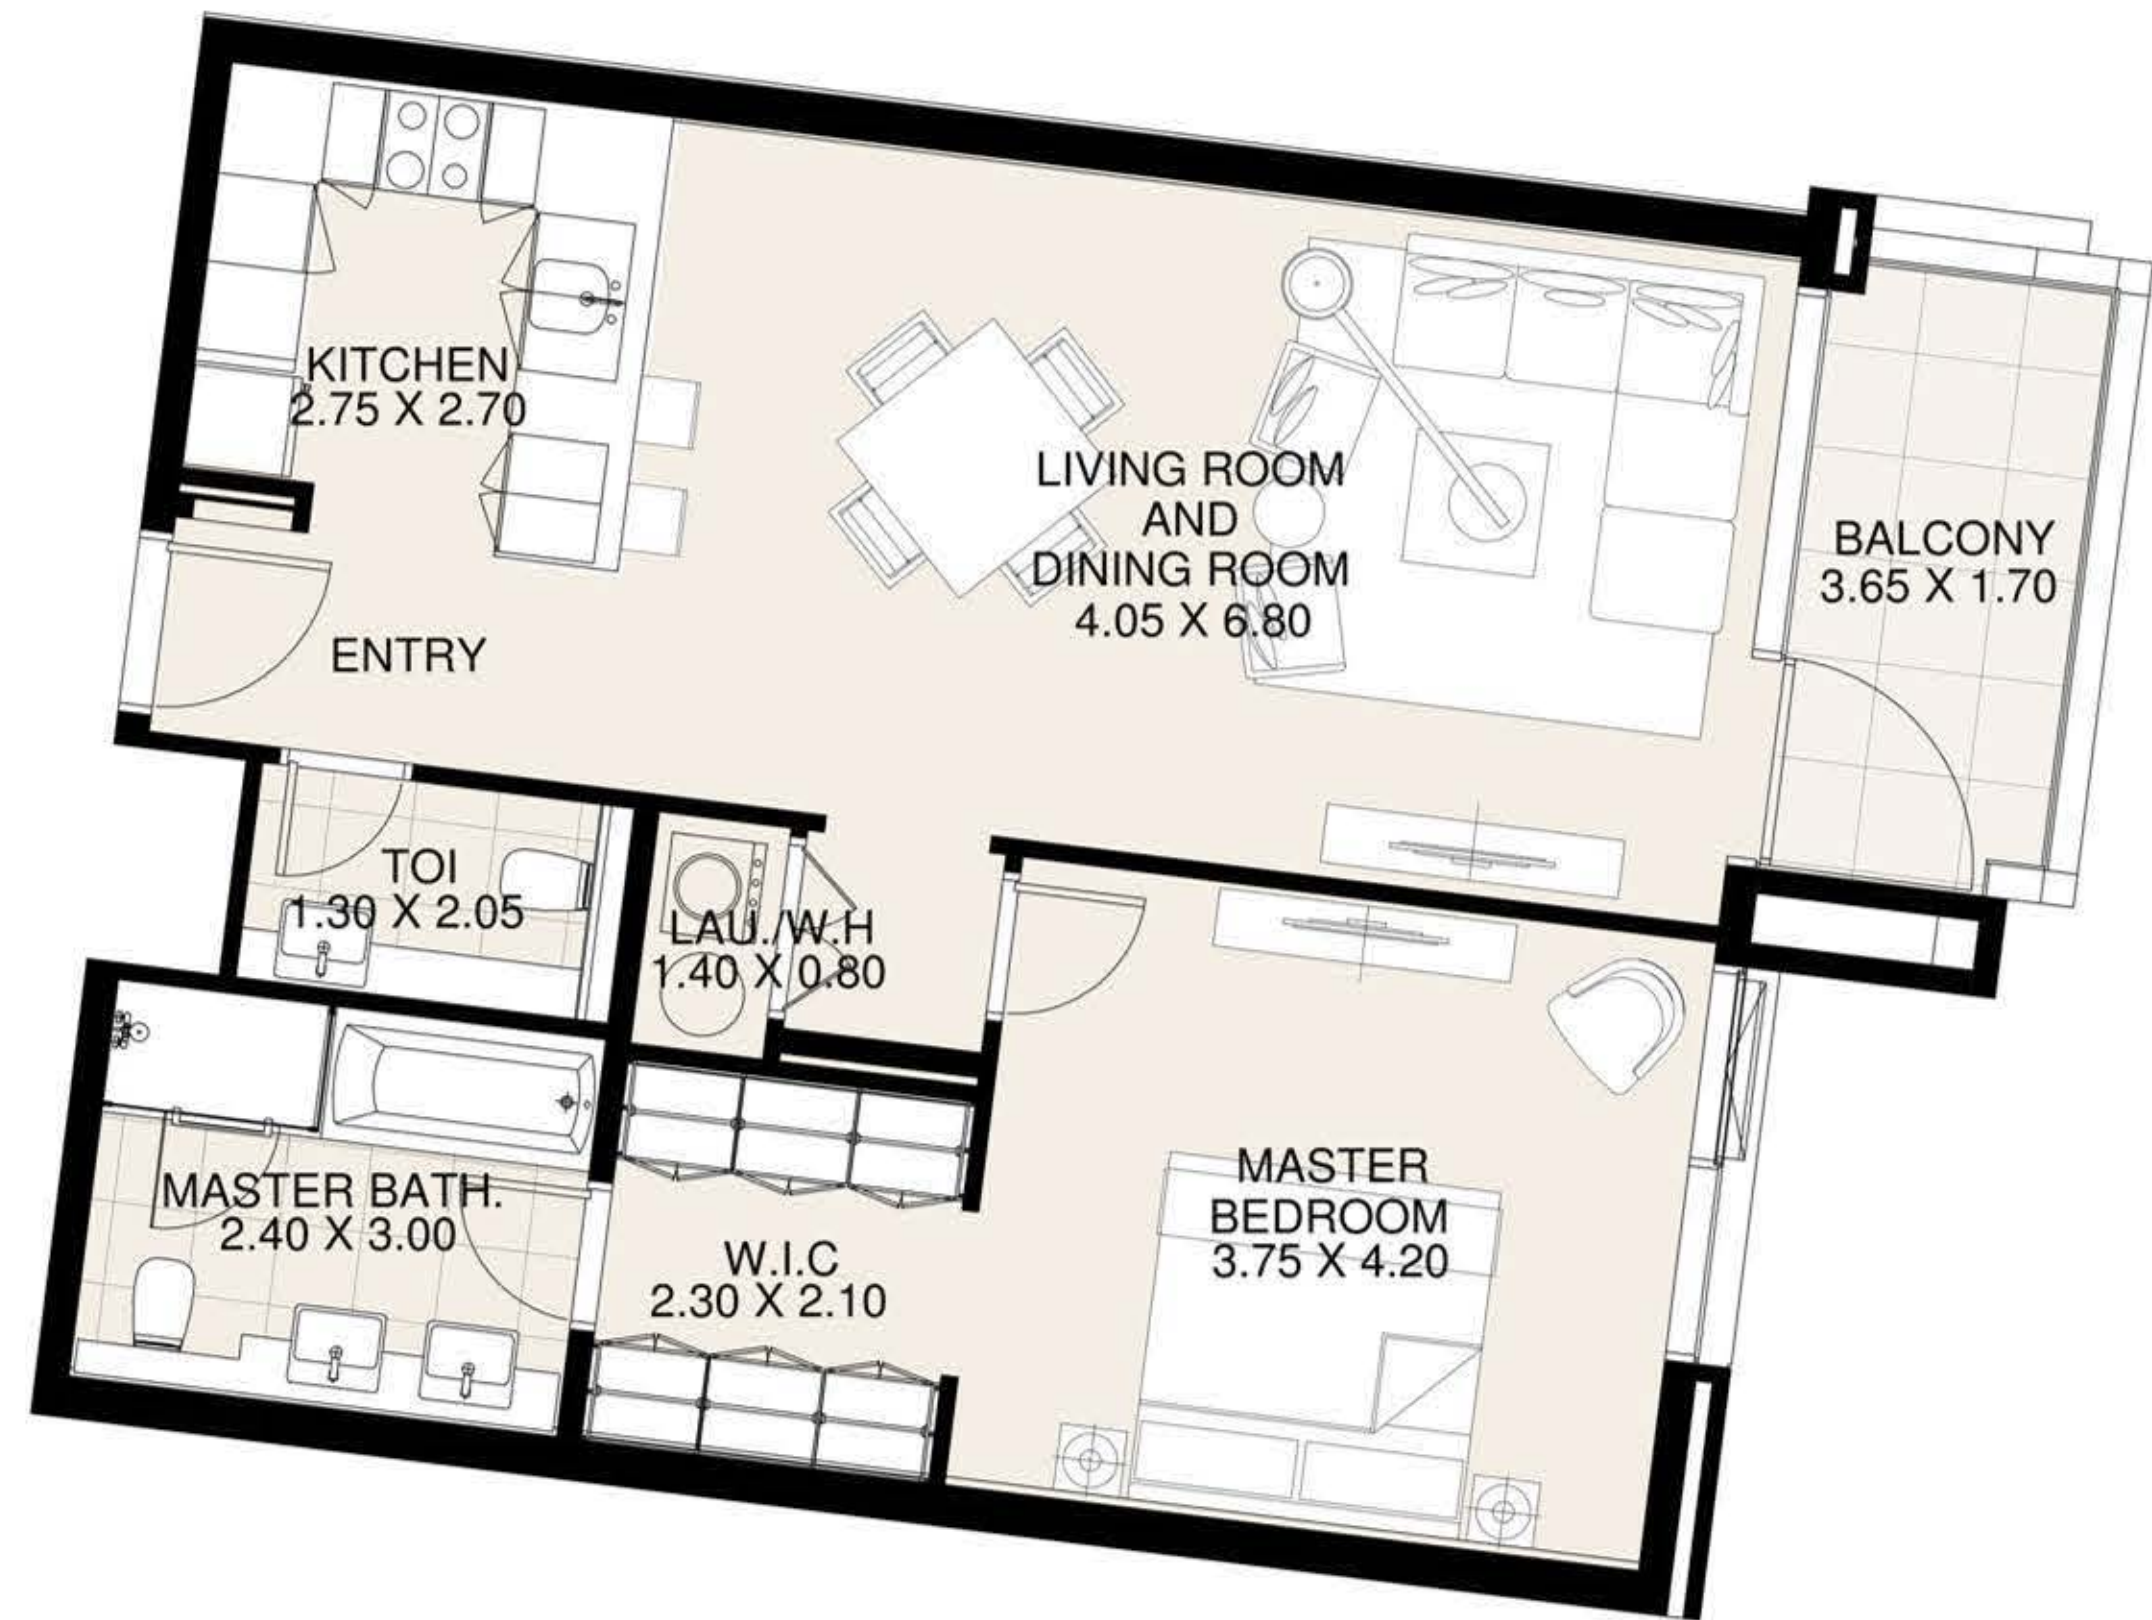 KITCHEN
2.75 X 2.70
LIVING ROOM
AND
DINING ROOM
4.05 X 6.80
BALCONY
3.65 X 1.70
ENTRY
TOI
1.30 X 2.05
LAU./W.H
1.40 X 0.80
MASTER BATH.
2.40 X 3.00
W.I.C
2.30 X 2.10
MASTER
BEDROOM
3.75 X 4.20